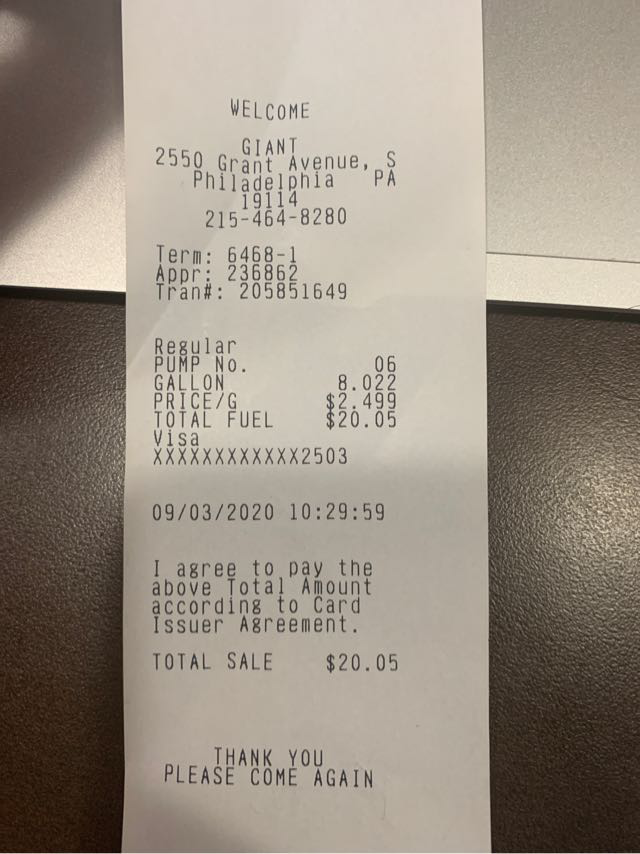 WELCOME
GIANT
2550 Grant Avenue, S
Philadelphia PA
19114
215-464-8280
Term: 6468-1
Appr: 236862
Tran#: 205851649
Regular
PUMP No. 06
GALLON 8.022
PRICE/G $2.499
TOTAL FUEL $20.05
Visa
XXXXXXXXXXXX2503
09/03/2020 10:29:59
I agree to pay the
above Total Amount
according to Card
Issuer Agreement.
TOTAL SALE $20.05
THANK YOU
PLEASE COME AGAIN